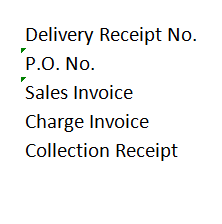 Delivery Receipt No.
P.O. No.
Sales Invoice
Charge Invoice
Collection Receipt